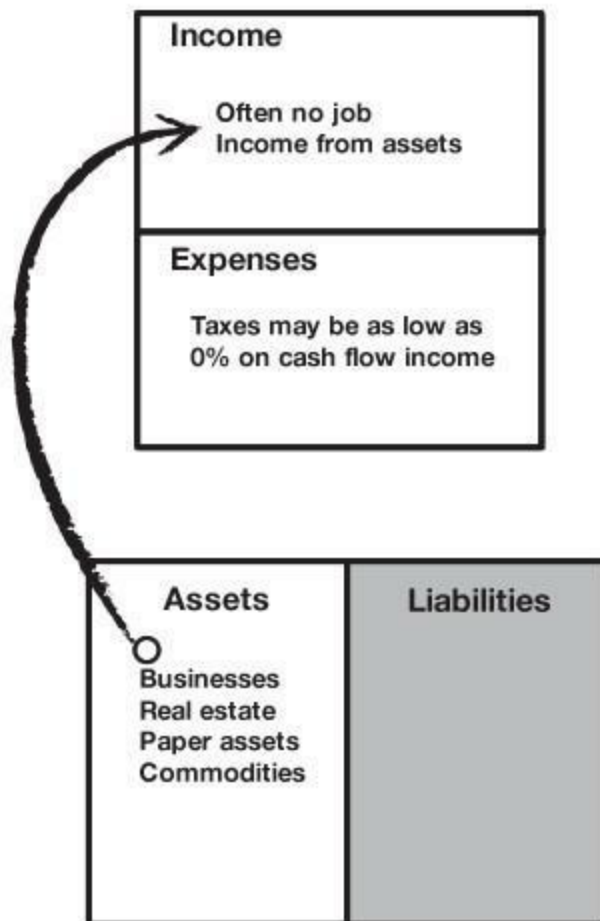 Income
Often no job
Income from assets
Expenses
Taxes may be as low as
0% on cash flow income
Assets
Liabilities
Businesses
Real estate
Paper assets
Commodities